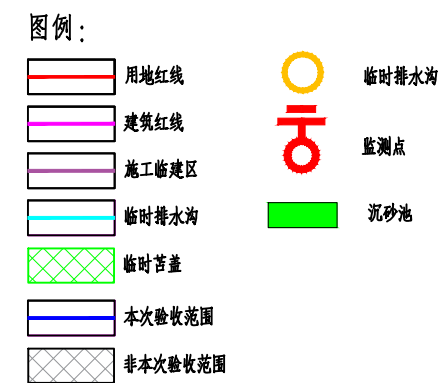 图例：
用地红线
建筑红线
施工临建区
临时排水沟
临时苫盖
本次验收范围
非本次验收范围
临时排水沟
监测点
沉砂池